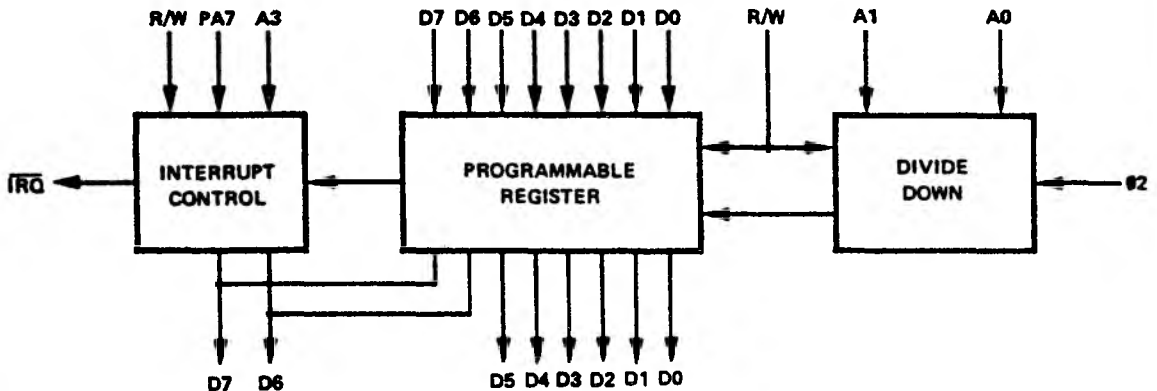 R/W PA7 A3 D7 D6 D5 D4 D3 D2 D1 D0 R/W A1 A0
INTERRUPT
CONTROL
PROGRAMMABLE
REGISTER
DIVIDE
DOWN
IRQ
Ø2
D7 D6
D5 D4 D3 D2 D1 D0